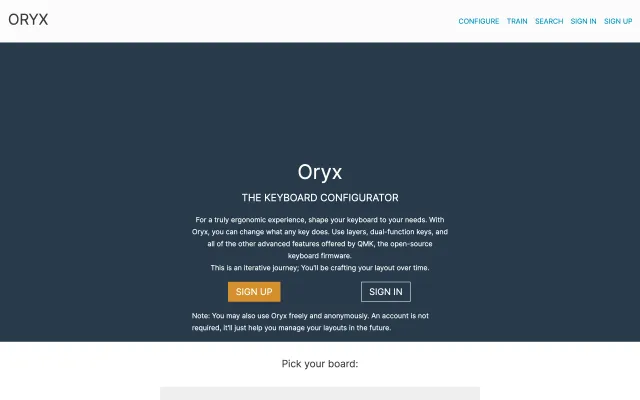 ORYX
CONFIGURE TRAIN SEARCH SIGN IN SIGN UP
Oryx
THE KEYBOARD CONFIGURATOR
For a truly ergonomic experience, shape your keyboard to your needs. With
Oryx, you can change what any key does. Use layers, dual-function keys, and
all of the other advanced features offered by QMK, the open-source
keyboard firmware.
This is an iterative journey; You'll be crafting your layout over time.
SIGN UP SIGN IN
Note: You may also use Oryx freely and anonymously. An account is not
required, it'll just help you manage your layouts in the future.
Pick your board: